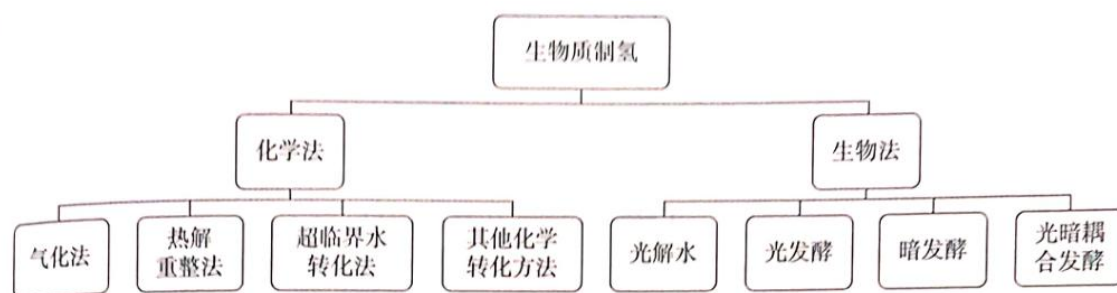 生物质制氢
化学法
生物法
气化法
热解
重整法
超临界水
转化法
其他化学
转化方法
光解水
光发酵
暗发酵
光暗耦
合发酵